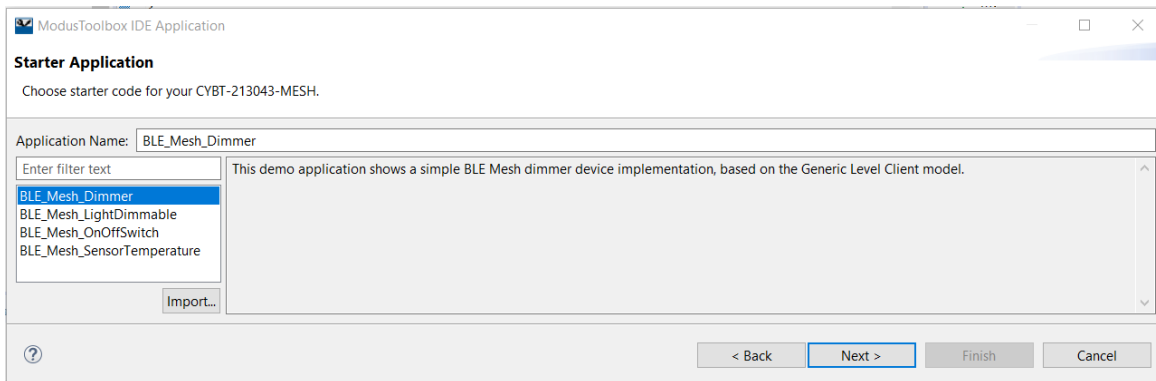 ModusToolbox IDE Application
Starter Application
Choose starter code for your CYBT-213043-MESH.
Application Name: BLE_Mesh_Dimmer
Enter filter text
This demo application shows a simple BLE Mesh dimmer device implementation, based on the Generic Level Client model.
BLE_Mesh_Dimmer
BLE_Mesh_LightDimmable
BLE_Mesh_OnOffSwitch
BLE_Mesh_SensorTemperature
Import...
? < Back Next > Finish Cancel